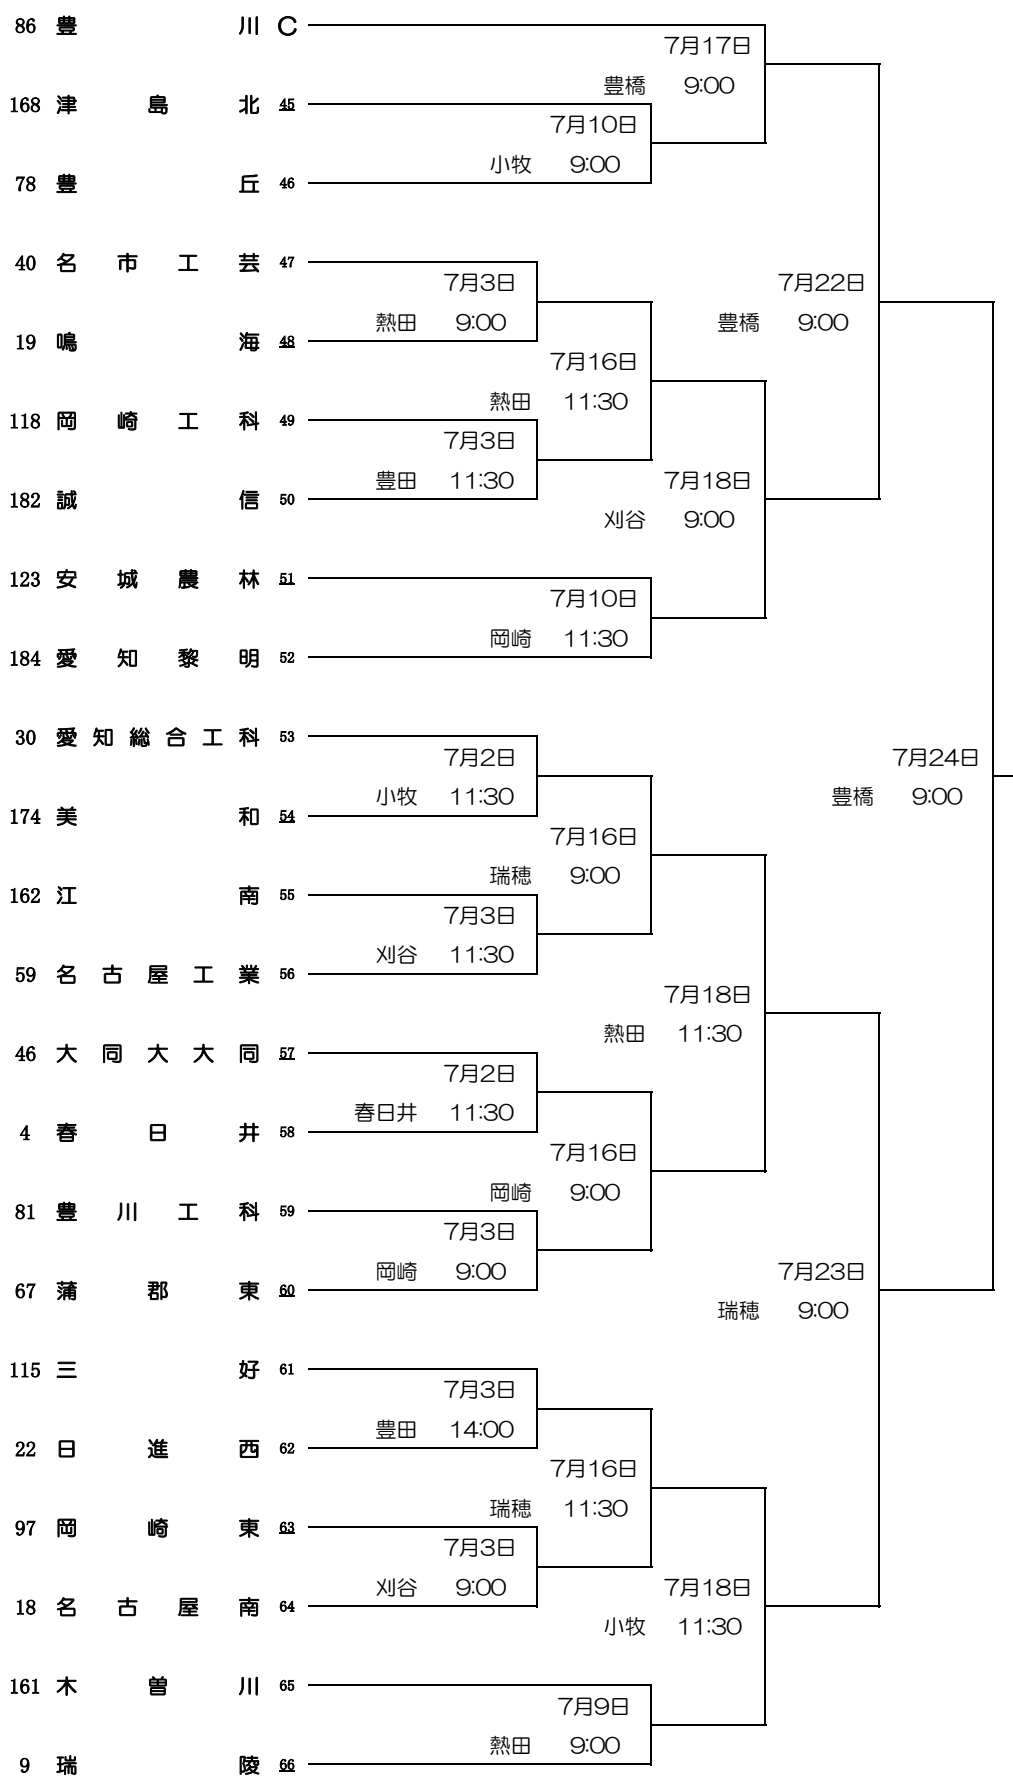 86 豊川 C
7月17日
豊橋 9:00
168 津島北 45
7月10日
小牧 9:00
78 豊丘 46
40 名市工芸 47
7月3日
7月22日
熱田 9:00
豊橋 9:00
19 鳴海 48
7月16日
熱田 11:30
118 岡崎工科 49
7月3日
豊田 11:30
7月18日
182 誠信 50
刈谷 9:00
123 安城農林 51
7月10日
岡崎 11:30
184 愛知黎明 52
30 愛知総合工科 53
7月2日
7月24日
小牧 11:30
豊橋 9:00
174 美和 54
7月16日
瑞穂 9:00
162 江南 55
7月3日
刈谷 11:30
59 名古屋工業 56
7月18日
熱田 11:30
46 大同大大同 57
7月2日
春日井 11:30
4 春日井 58
7月16日
岡崎 9:00
81 豊川工科 59
7月3日
岡崎 9:00
7月23日
67 蒲郡東 60
瑞穂 9:00
115 三好 61
7月3日
豊田 14:00
22 日進西 62
7月16日
瑞穂 11:30
97 岡崎東 63
7月3日
刈谷 9:00
7月18日
18 名古屋南 64
小牧 11:30
161 木曽川 65
7月9日
熱田 9:00
9 瑞陵 66